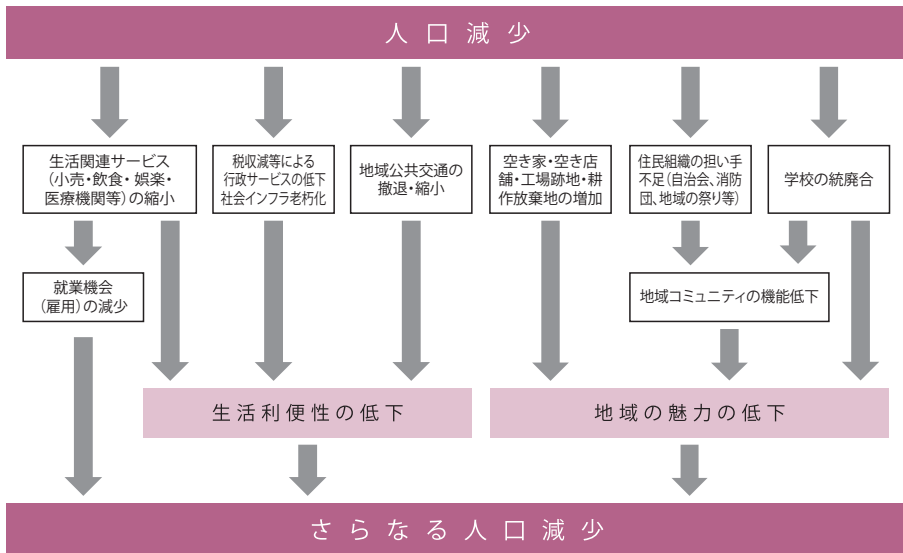 人口減少
生活関連サービス
(小売・飲食・娯楽・
医療機関等)の縮小
税収減等による
行政サービスの低下
社会インフラ老朽化
地域公共交通の
撤退・縮小
空き家・空き店
舗・工場跡地・耕
作放棄地の増加
住民組織の担い手
不足(自治会、消防
団、地域の祭り等)
学校の統廃合
就業機会
(雇用)の減少
地域コミュニティの機能低下
生活利便性の低下
地域の魅力の低下
さらなる人口減少